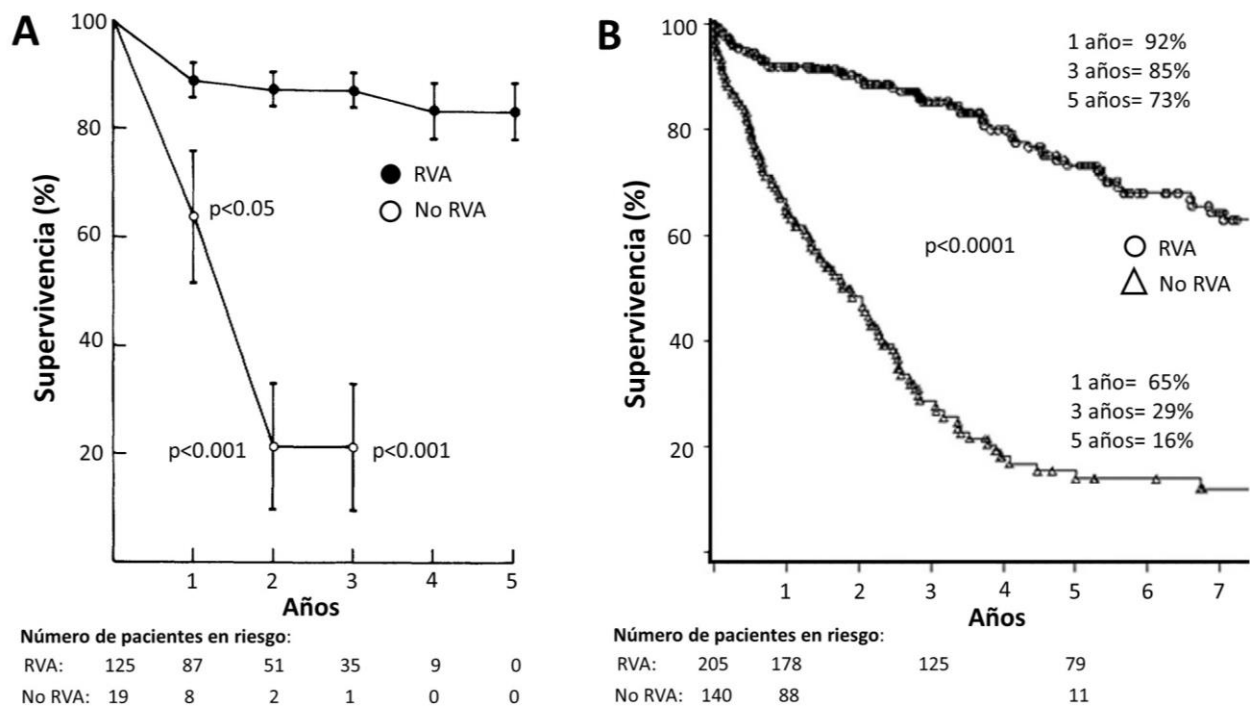 A
Supervivencia (%)
100
80
60
40
20
RVA
No RVA
p<0.05
p<0.001
p<0.001
1 2 3 4 5
Años
Número de pacientes en riesgo:
RVA: 125 87 51 35 9 0
No RVA: 19 8 2 1 0 0
B
Supervivencia (%)
100
80
60
40
20
1 año= 92%
3 años= 85%
5 años= 73%
p<0.0001
RVA
No RVA
1 año= 65%
3 años= 29%
5 años= 16%
1 2 3 4 5 6 7
Años
Número de pacientes en riesgo:
RVA: 205 178 125 79
No RVA: 140 88 11